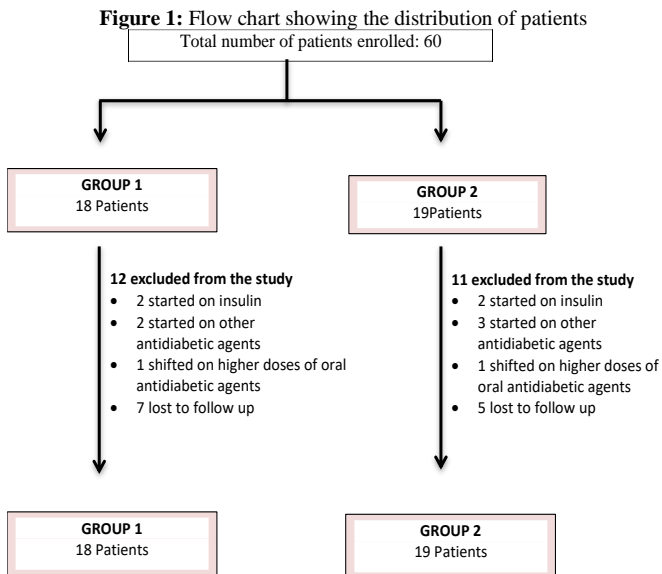 Figure 1: Flow chart showing the distribution of patients
Total number of patients enrolled: 60
GROUP 1
18 Patients
GROUP 2
19Patients
12 excluded from the study
• 2 started on insulin
• 2 started on other
antidiabetic agents
• 1 shifted on higher doses of oral
antidiabetic agents
• 7 lost to follow up
11 excluded from the study
• 2 started on insulin
• 3 started on other
antidiabetic agents
• 1 shifted on higher doses of
oral antidiabetic agents
• 5 lost to follow up
GROUP 1
18 Patients
GROUP 2
19 Patients